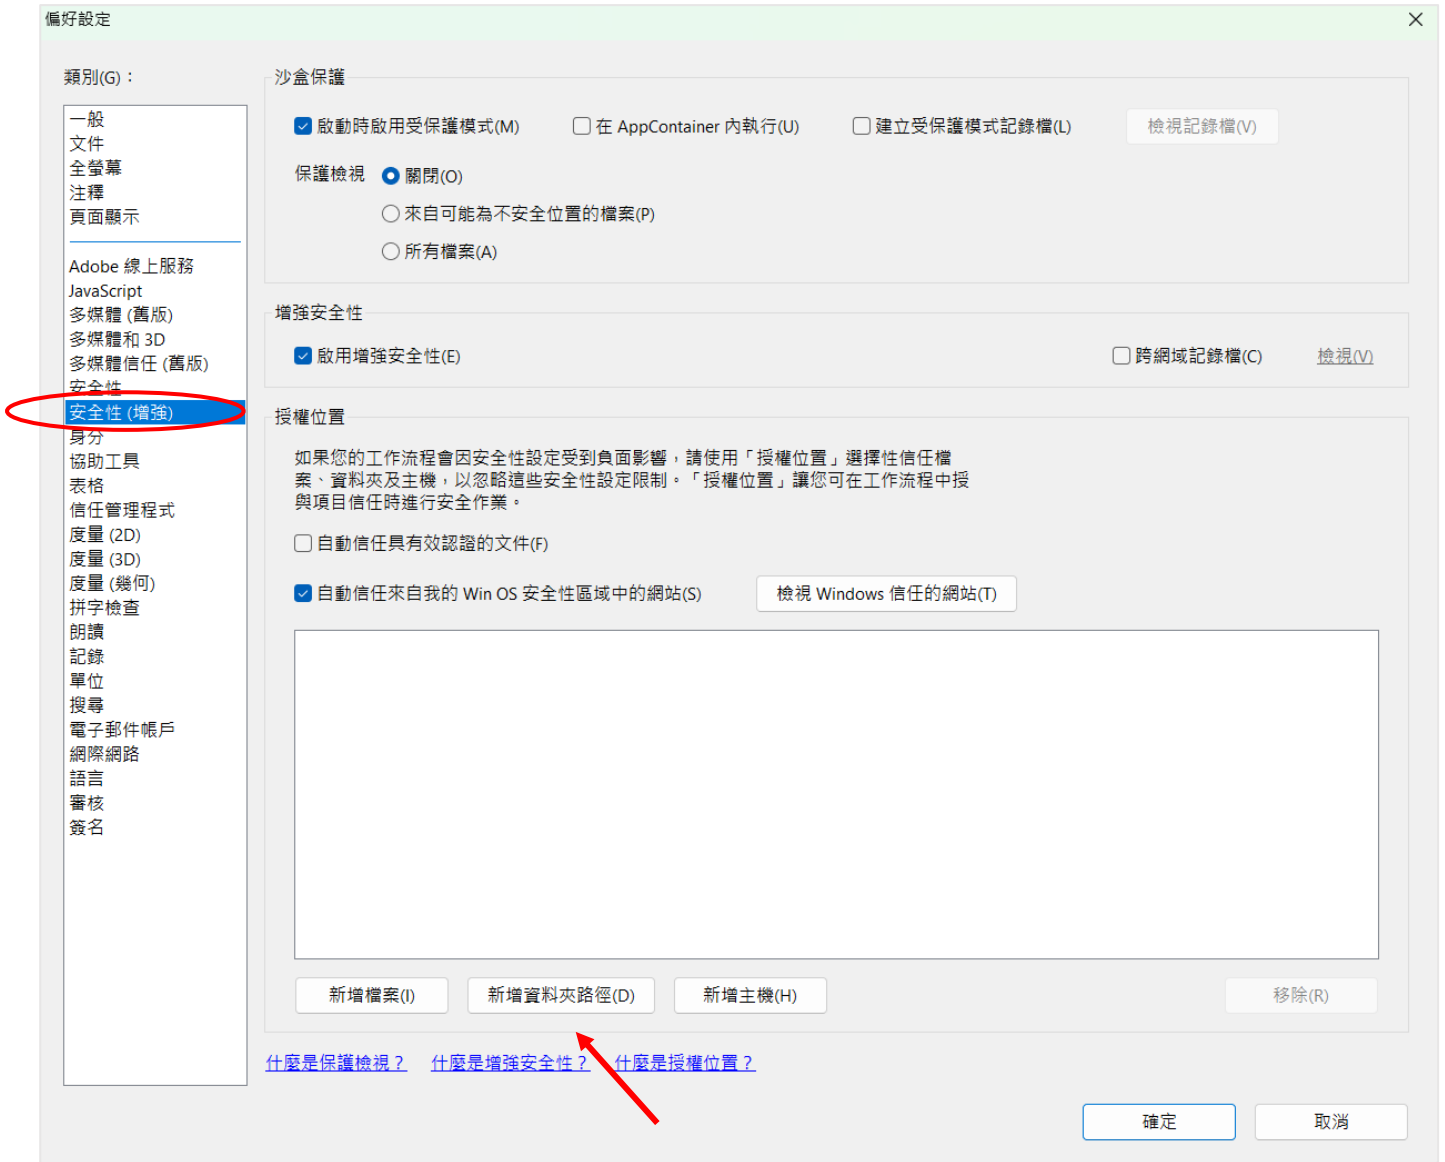 偏好設定
類別(G)：
一般
文件
全螢幕
注釋
頁面顯示
Adobe 線上服務
JavaScript
多媒體 (舊版)
多媒體和 3D
多媒體信任 (舊版)
安全性
安全性 (增強)
身分
協助工具
表格
信任管理程式
度量 (2D)
度量 (3D)
度量 (幾何)
拼字檢查
朗讀
記錄
單位
搜尋
電子郵件帳戶
網際網路
語言
審核
簽名
沙盒保護
啟動時啟用受保護模式(M) 在 AppContainer 內執行(U) 建立受保護模式記錄檔(L) 檢視記錄檔(V)
保護檢視 關閉(O)
來自可能為不安全位置的檔案(P)
所有檔案(A)
增強安全性
啟用增強安全性(E) 跨網域記錄檔(C) 檢視(V)
授權位置
如果您的工作流程會因安全性設定受到負面影響，請使用「授權位置」選擇性信任檔
案、資料夾及主機，以忽略這些安全性設定限制。「授權位置」讓您可在工作流程中授
與項目信任時進行安全作業。
自動信任具有效認證的文件(F)
自動信任來自我的 Win OS 安全性區域中的網站(S) 檢視 Windows 信任的網站(T)
新增檔案(I) 新增資料夾路徑(D) 新增主機(H) 移除(R)
什麼是保護檢視？ 什麼是增強安全性？ 什麼是授權位置？
確定 取消